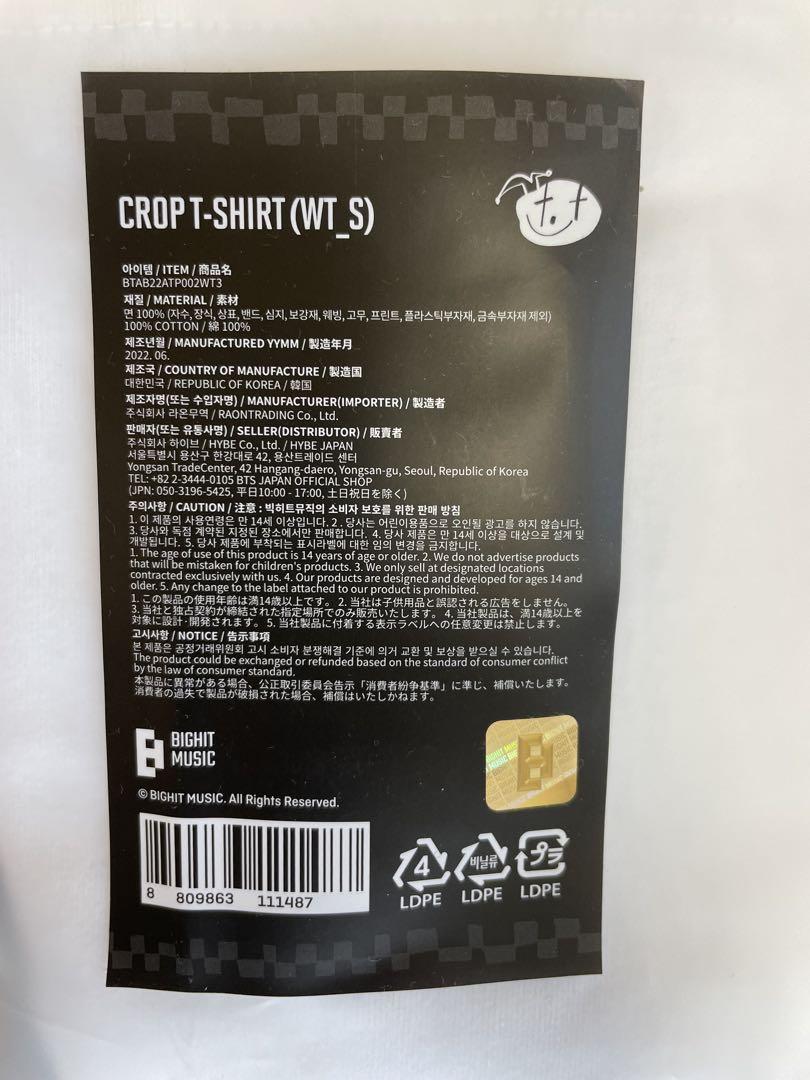 CROP T-SHIRT (WT_S)
아이템 / ITEM / 商品名
BTAB22ATP002WT3
재질 / MATERIAL / 素材
면 100% (자수, 장식, 상표, 밴드, 심지, 보강재, 웨빙, 고무, 프린트, 플라스틱부자재, 금속부자재 제외)
100% COTTON / 綿 100%
제조년월 / MANUFACTURED YYMM / 製造年月
2022. 06.
제조국 / COUNTRY OF MANUFACTURE / 製造国
대한민국 / REPUBLIC OF KOREA / 韓国
제조자명(또는 수입자명) / MANUFACTURER(IMPORTER) / 製造者
주식회사 라온무역 / RAONTRADING Co., Ltd.
판매자(또는 유통사명) / SELLER(DISTRIBUTOR) / 販賣者
주식회사 하이브 / HYBE Co., Ltd. / HYBE JAPAN
서울특별시 용산구 한강대로 42, 용산트레이드 센터
Yongsan TradeCenter, 42 Hangang-daero, Yongsan-gu, Seoul, Republic of Korea
TEL: +82 2-3444-0105 BTS JAPAN OFFICIAL SHOP
(JPN: 050-3196-5425, 平日10:00 - 17:00, 土日祝日を除く)
주의사항 / CAUTION / 注意 : 빅히트뮤직의 소비자 보호를 위한 판매 방침
1. 이 제품의 사용연령은 만 14세 이상입니다. 2 . 당사는 어린이용품으로 오인될 광고를 하지 않습니다.
3. 당사와 독점 계약된 지정된 장소에서만 판매합니다. 4. 당사 제품은 만 14세 이상을 대상으로 설계 및
개발됩니다. 5. 당사 제품에 부착되는 표시라벨에 대한 임의 변경을 금지합니다.
1. The age of use of this product is 14 years of age or older. 2. We do not advertise products
that will be mistaken for children's products. 3. We only sell at designated locations
contracted exclusively with us. 4. Our products are designed and developed for ages 14 and
older. 5. Any change to the label attached to our product is prohibited.
1. この製品の使用年齢は満14歳以上です。 2. 当社は子供用品と誤認される広告をしません。
3. 当社と独占契約が締結された指定場所でのみ販売いたします。 4. 当社製品は、満14歳以上を
対象に設計·開発されます。 5. 当社製品に付着する表示ラベルへの任意変更は禁止します。
고시사항 / NOTICE / 告示事項
본 제품은 공정거래위원회 고시 소비자 분쟁해결 기준에 의거 교환 및 보상을 받으실 수 있습니다.
The product could be exchanged or refunded based on the standard of consumer conflict
by the law of consumer standard.
本製品に異常がある場合、公正取引委員会告示「消費者紛争基準」に準じ、補償いたします。
消費者の過失で製品が破損された場合、補償はいたしかねます。
BIGHIT
MUSIC
BIGHIT MUSIC
© BIGHIT MUSIC. All Rights Reserved.
8 809863 111487
4
LDPE
비닐류
LDPE
プラ
LDPE